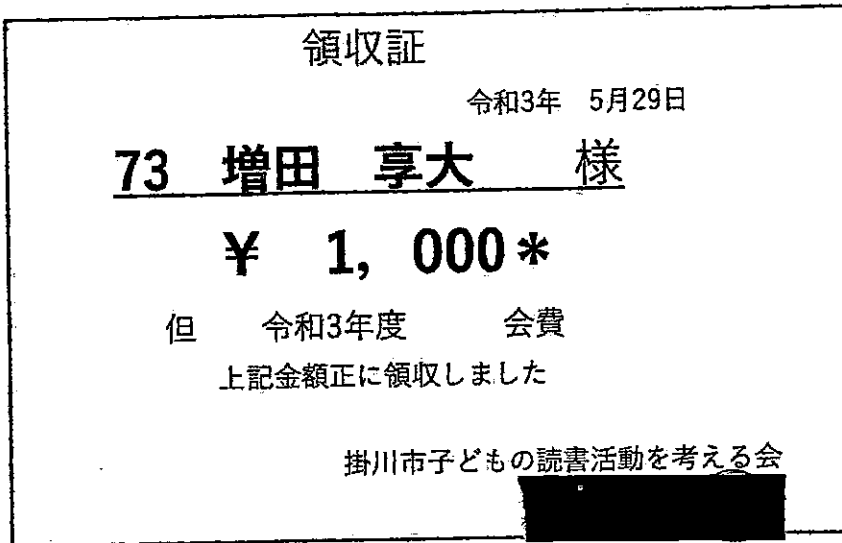 領収証
令和3年 5月29日
73 増田 享大 様
¥ 1, 000*
但 令和3年度 会費
上記金額正に領収しました
掛川市子どもの読書活動を考える会